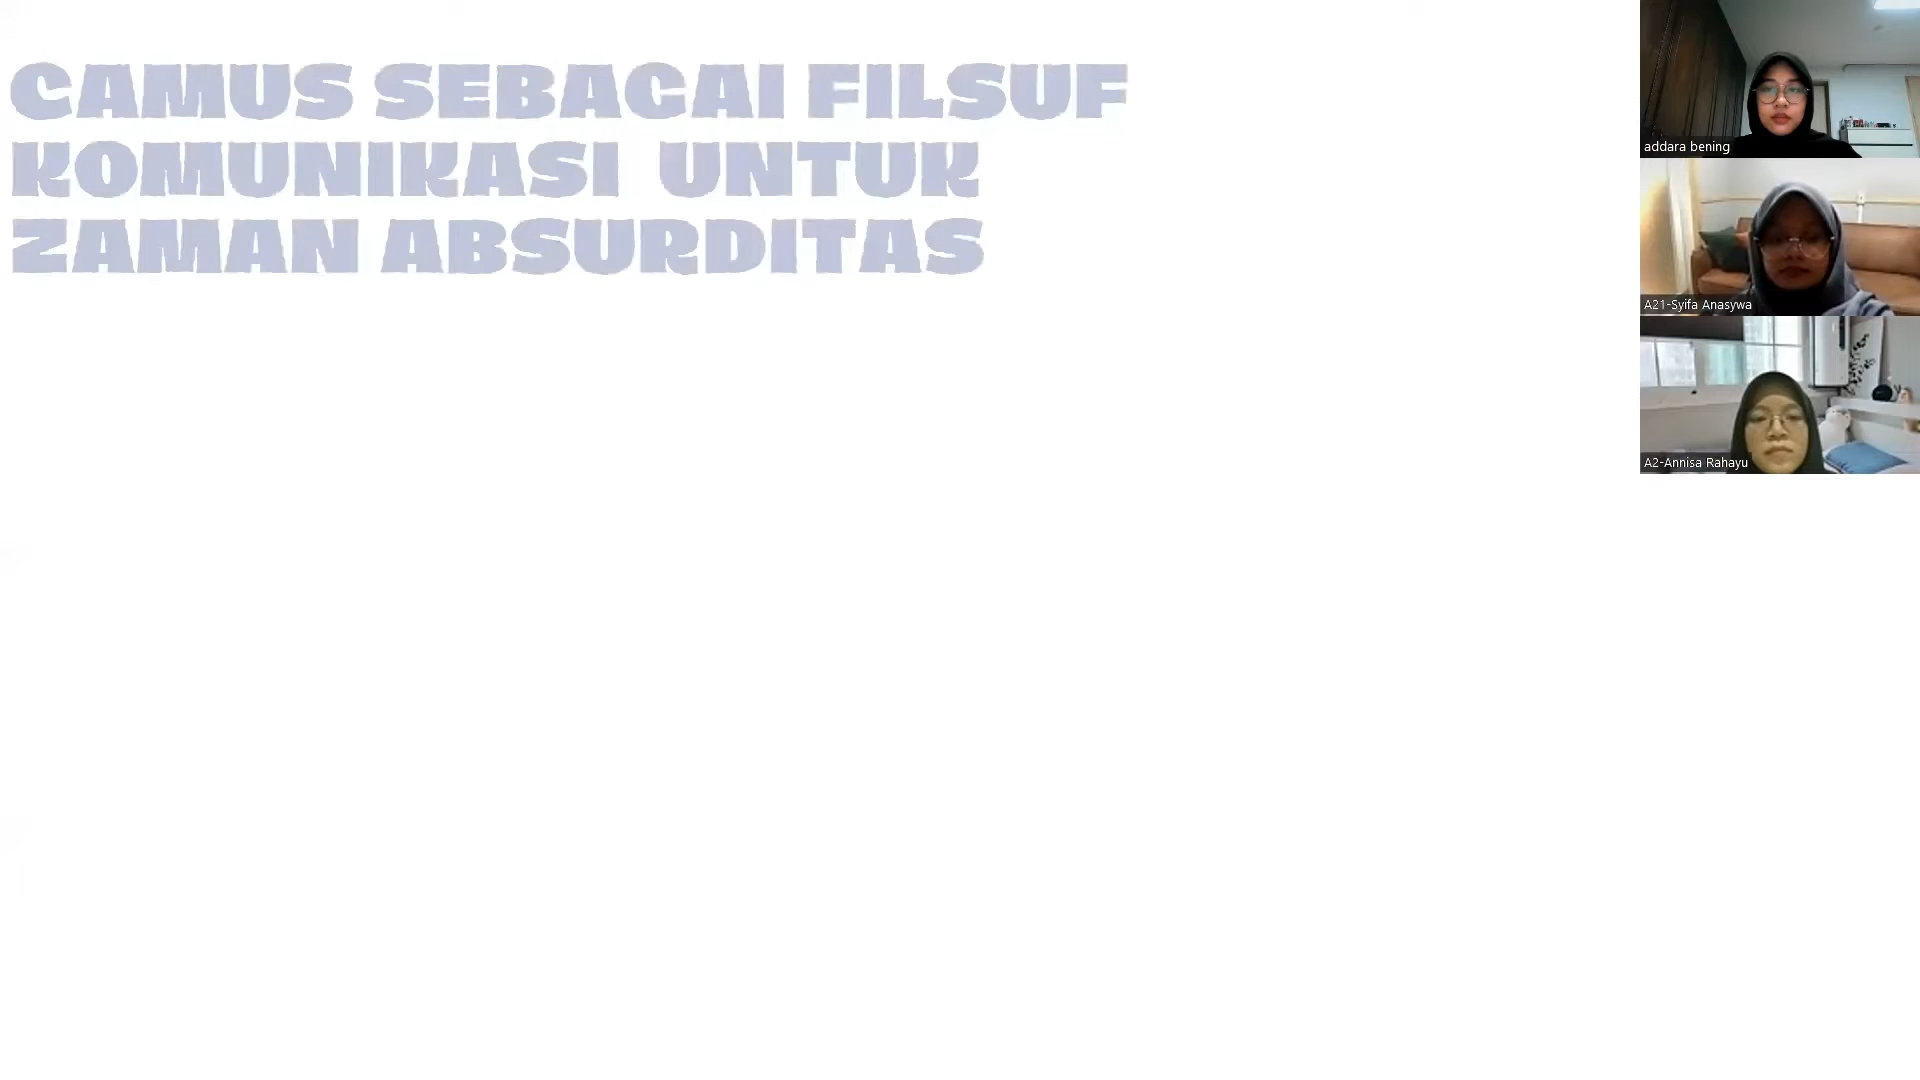 CAMUS SEBAGAI FILSUF
KOMUNIKASI UNTUK
ZAMAN ABSURDITAS
addara bening
A21-Syifa Anasywa
A2-Annisa Rahayu